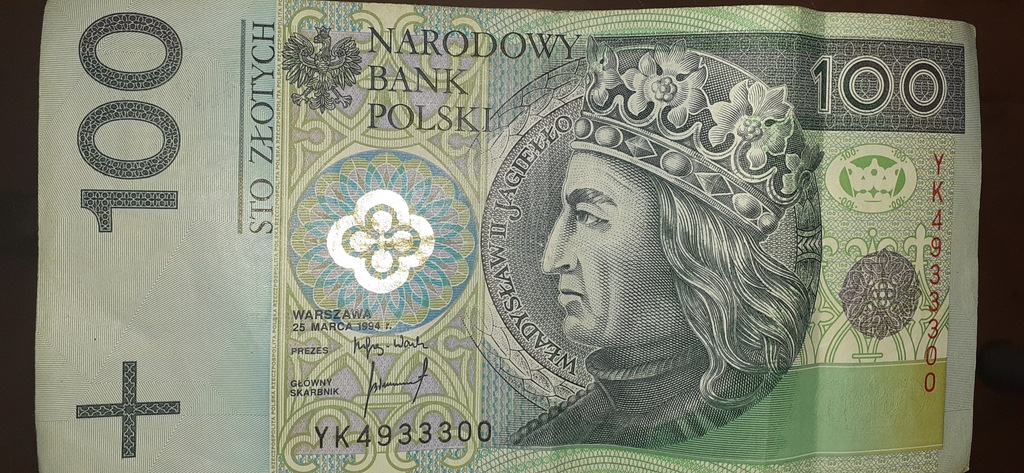 100
STO ZŁOTYCH
NARODOWY
BANK
POLSKI
WŁADYSŁAW II JAGIEŁŁO
100
YK4933300
WARSZAWA
25 MARCA 1994 r.
PREZES
GŁÓWNY
SKARBNIK
YK4933300